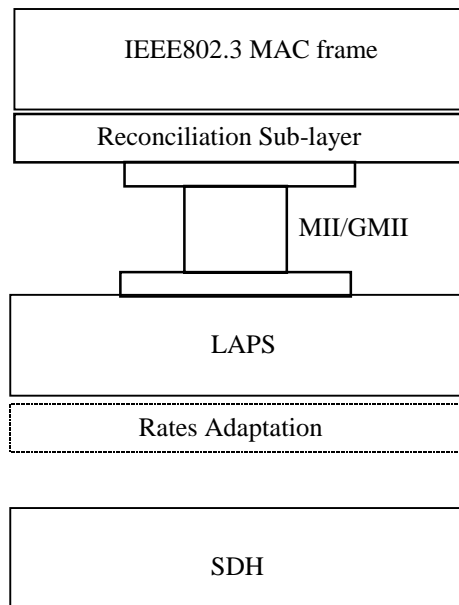 IEEE802.3 MAC frame
Reconciliation Sub-layer
MII/GMII
LAPS
Rates Adaptation
SDH